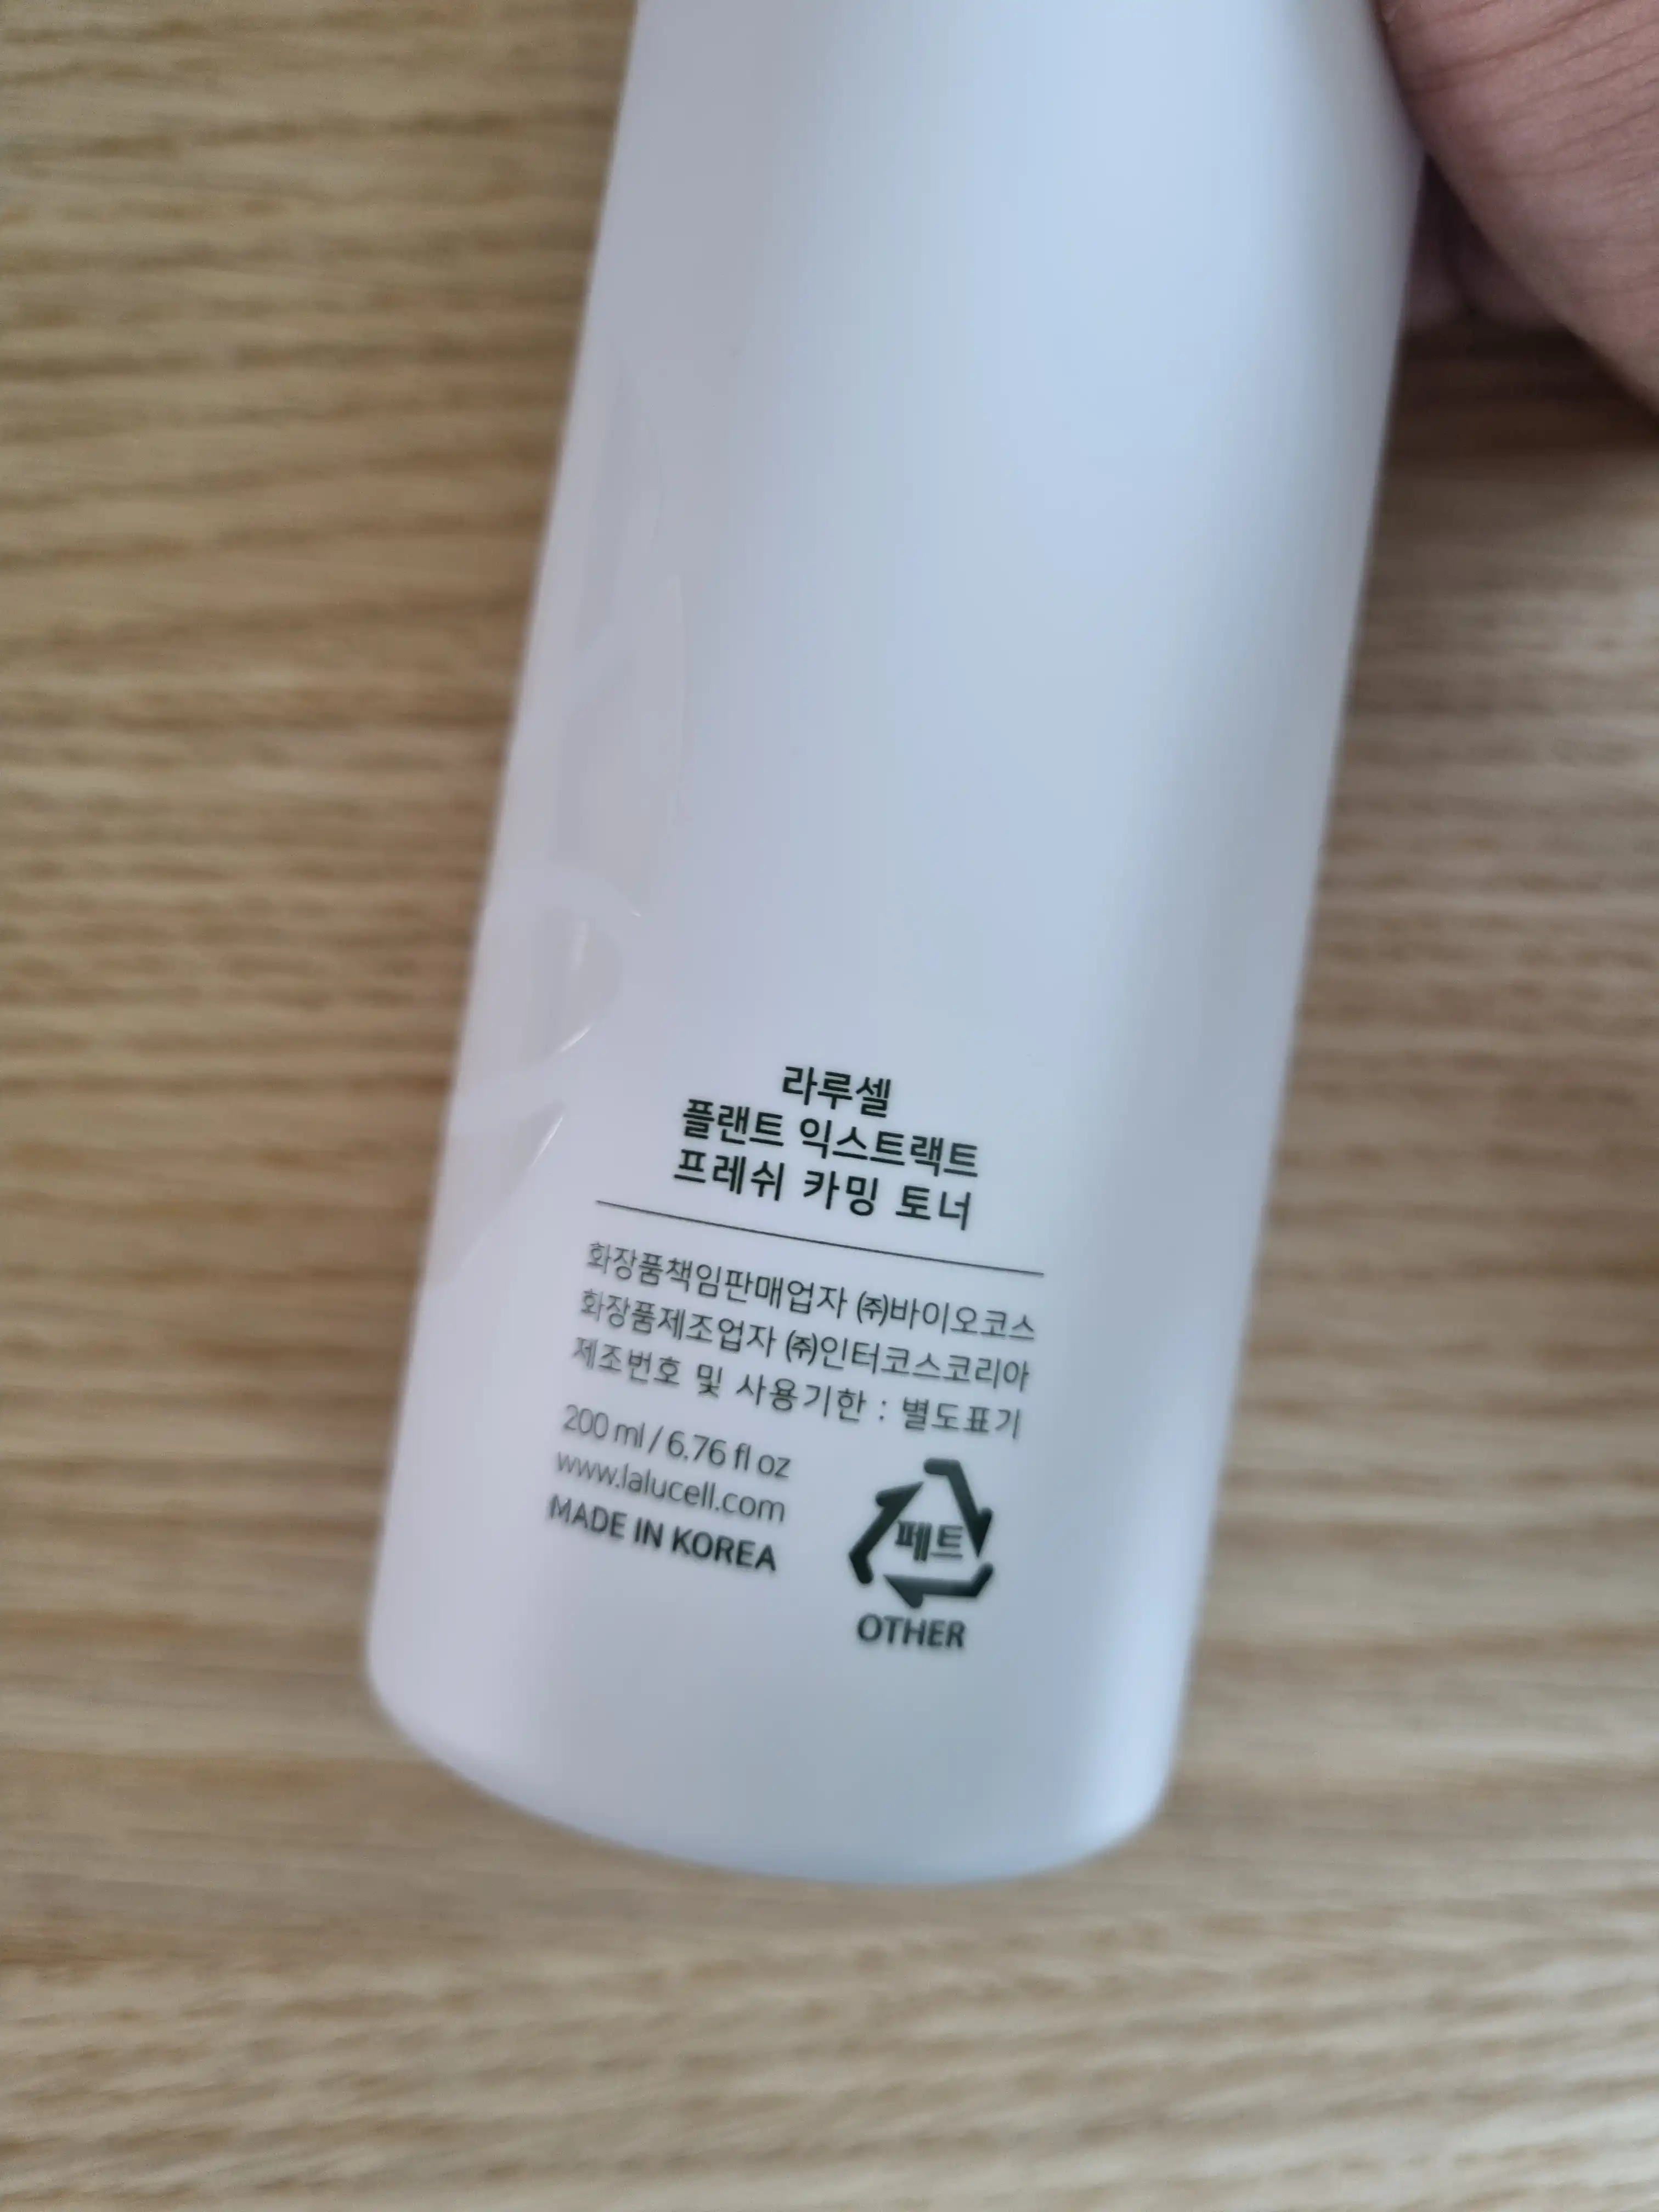 라루셀
플랜트 익스트랙트
프레쉬 카밍 토너
화장품책임판매업자 ㈜바이오코스
화장품제조업자 ㈜인터코스코리아
제조번호 및 사용기한 : 별도표기
200 ml / 6.76 fl oz
www.lalucell.com
MADE IN KOREA
페트
OTHER